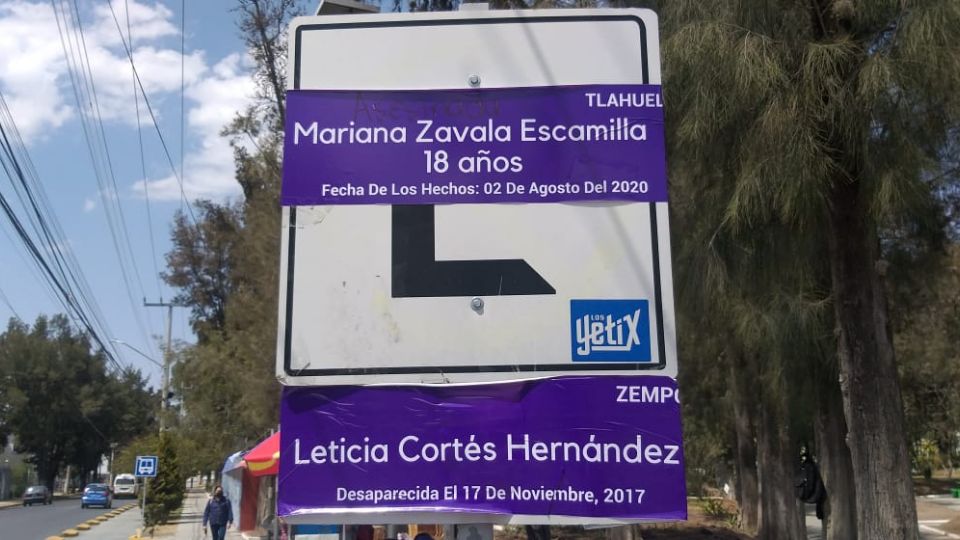 TLAHUEL
Asesinada
Mariana Zavala Escamilla
18 años
Fecha De Los Hechos: 02 De Agosto Del 2020
LOS
yetiX
ZEMPO
Leticia Cortés Hernández
Desaparecida El 17 De Noviembre, 2017